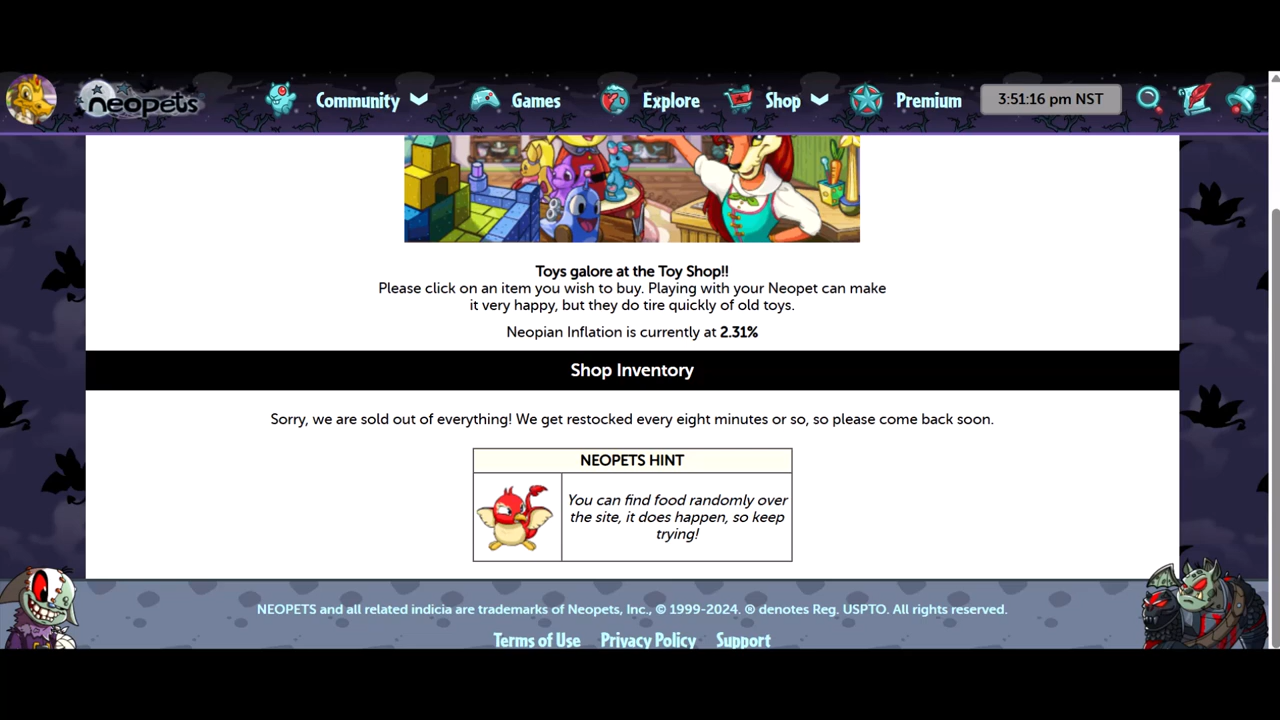 neopets
Community
Games
Explore
Shop
Premium
3:51:16 pm NST
Toys galore at the Toy Shop!!
Please click on an item you wish to buy. Playing with your Neopet can make
it very happy, but they do tire quickly of old toys.
Neopian Inflation is currently at 2.31%
Shop Inventory
Sorry, we are sold out of everything! We get restocked every eight minutes or so, so please come back soon.
NEOPETS HINT
You can find food randomly over
the site, it does happen, so keep
trying!
NEOPETS and all related indicia are trademarks of Neopets, Inc., © 1999-2024. ® denotes Reg. USPTO. All rights reserved.
Terms of Use Privacy Policy Support